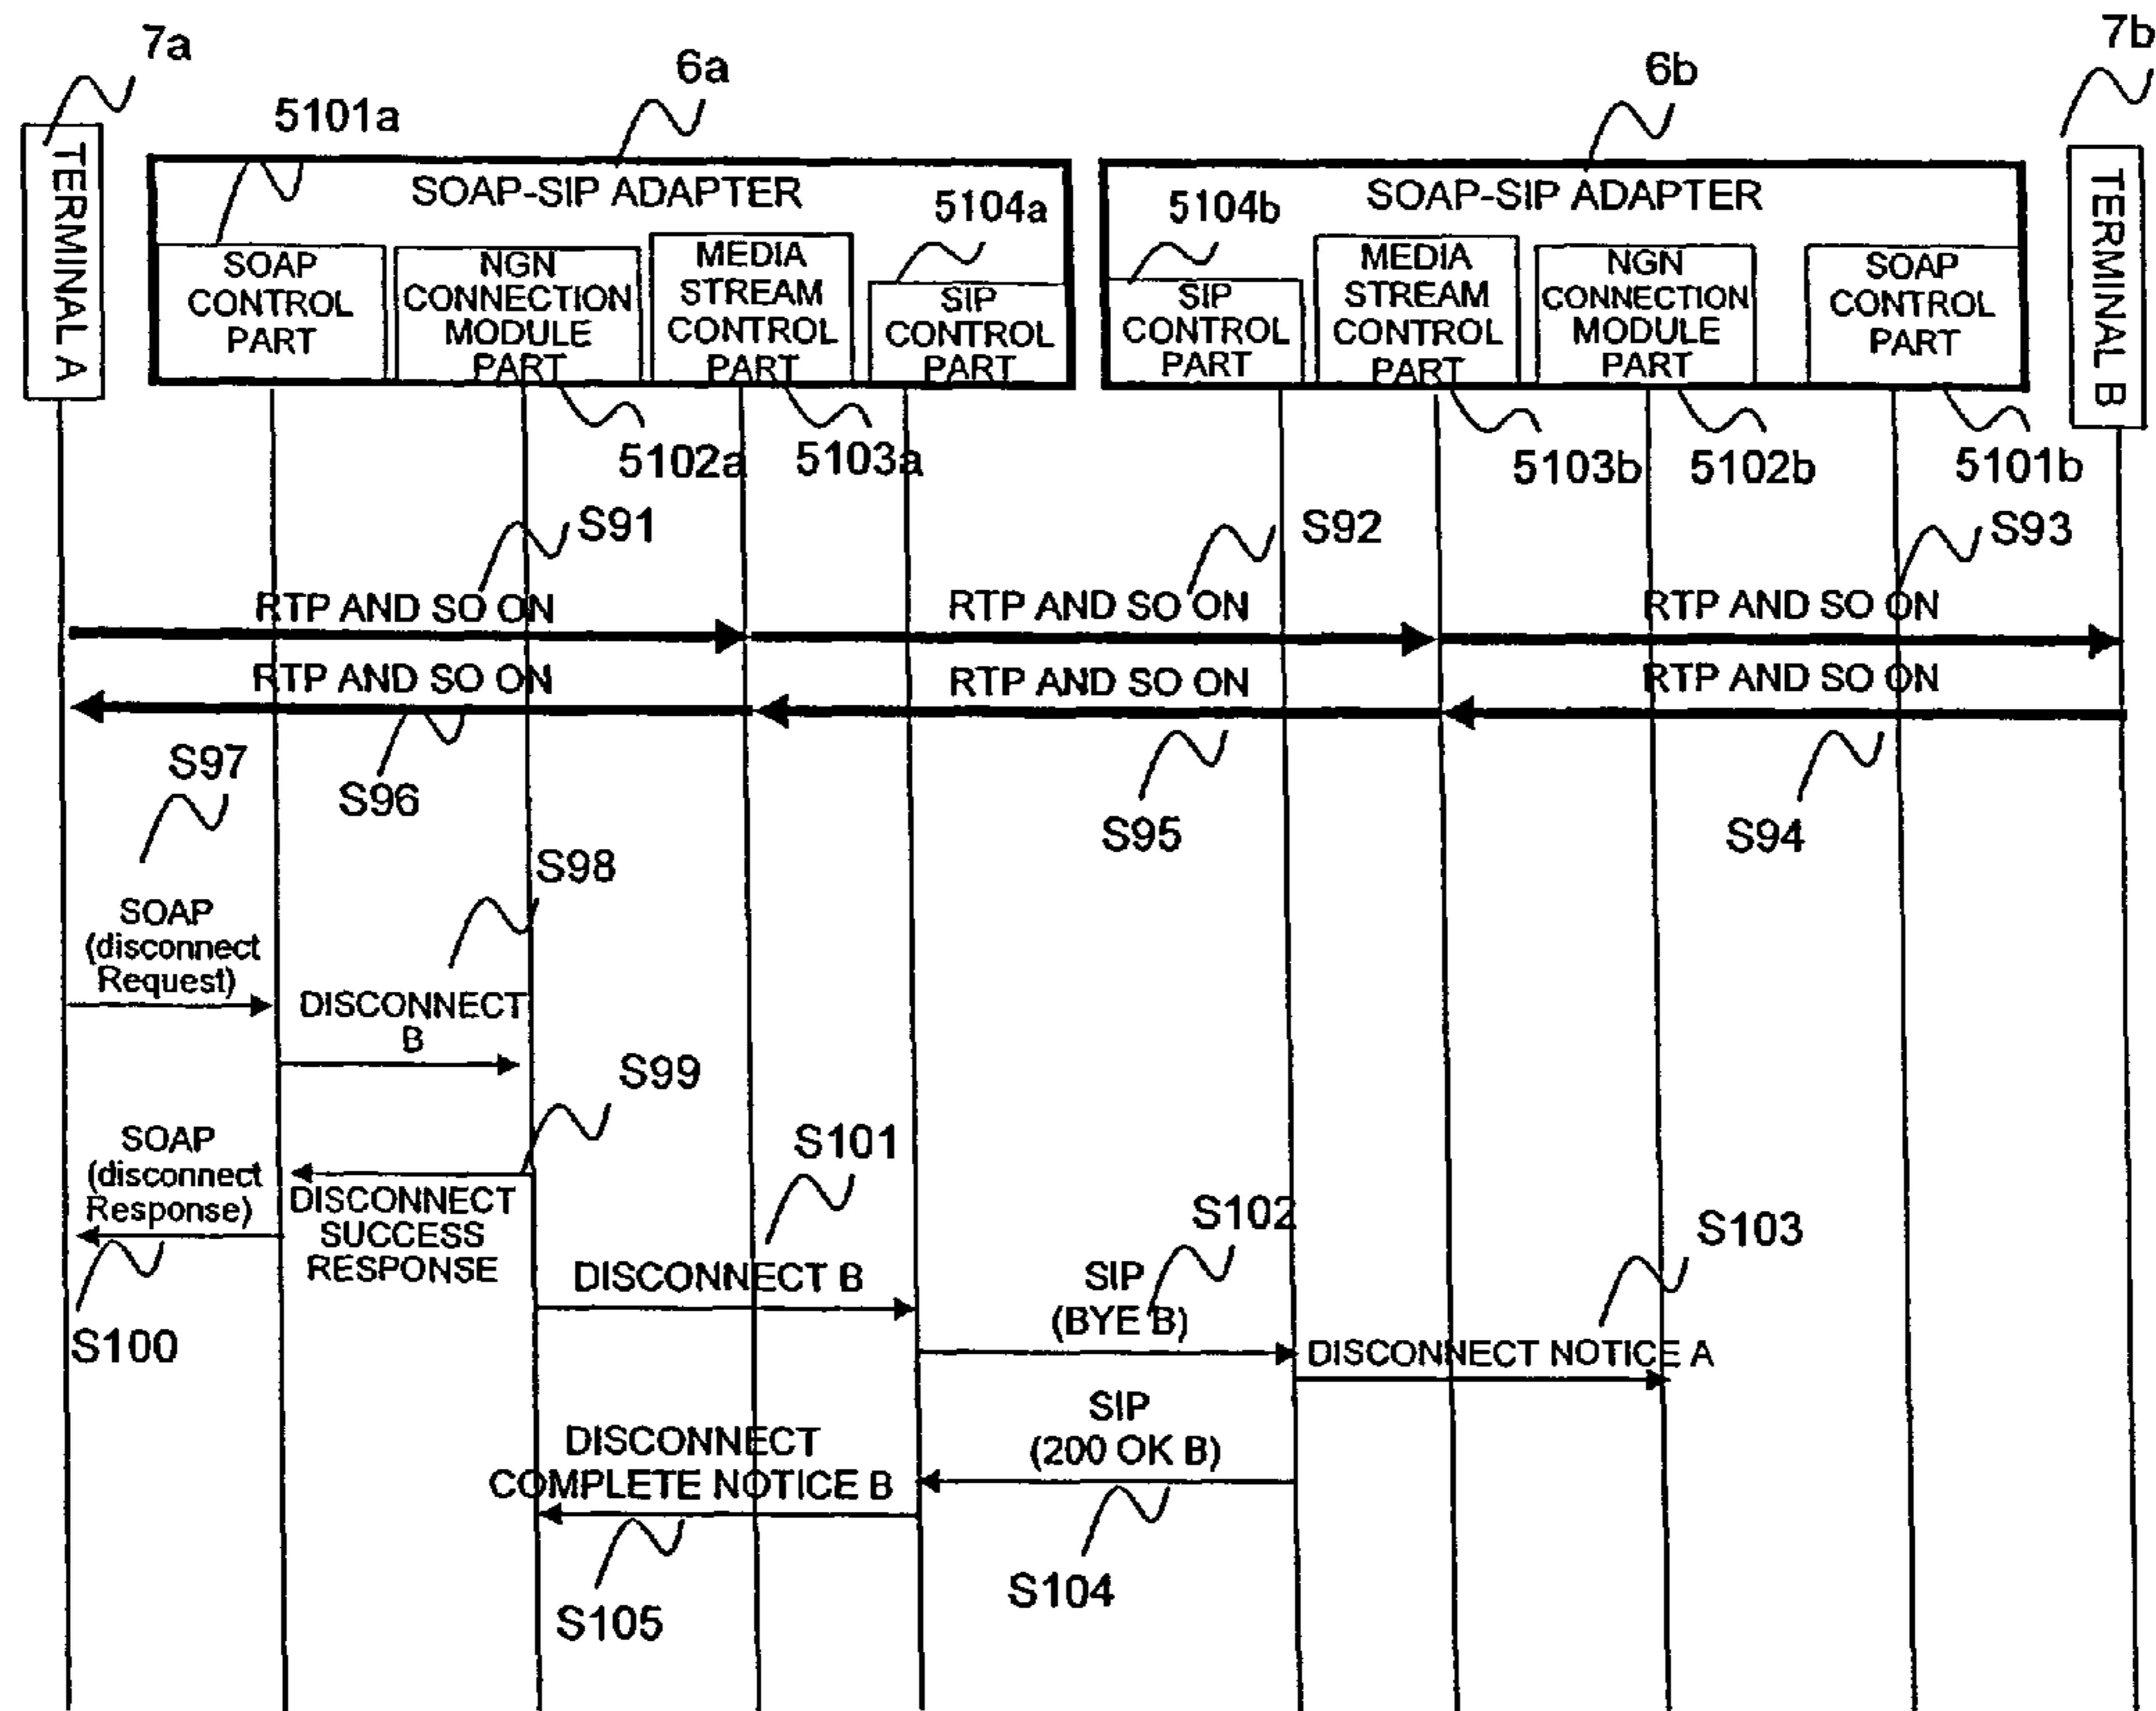 7a
6a
6b
7b
5101a
TERMINAL A
SOAP-SIP ADAPTER
5104a
SOAP
CONTROL
PART
NGN
CONNECTION
MODULE
PART
MEDIA
STREAM
CONTROL
PART
SIP
CONTROL
PART
SOAP-SIP ADAPTER
5104b
SIP
CONTROL
PART
MEDIA
STREAM
CONTROL
PART
NGN
CONNECTION
MODULE
PART
SOAP
CONTROL
PART
TERMINAL B
5102a
5103a
5103b
5102b
5101b
S91
S92
S93
RTP AND SO ON
RTP AND SO ON
RTP AND SO ON
RTP AND SO ON
RTP AND SO ON
RTP AND SO ON
S97
S96
S95
S94
S98
SOAP
(disconnect
Request)
DISCONNECT
B
S99
SOAP
(disconnect
Response)
DISCONNECT
SUCCESS
RESPONSE
S101
S102
S103
S100
DISCONNECT B
SIP
(BYE B)
DISCONNECT NOTICE A
SIP
(200 OK B)
DISCONNECT
COMPLETE NOTICE B
S104
S105